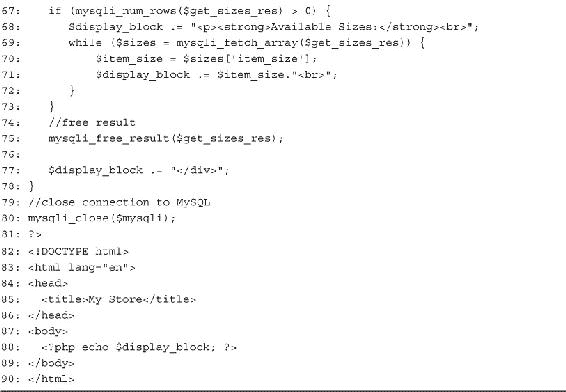 67:    if (mysqli_num_rows($get_sizes_res) > 0) {
68:       $display_block .= "<p><strong>Available Sizes:</strong><br>";
69:       while ($sizes = mysqli_fetch_array($get_sizes_res)) {
70:           $item_size = $sizes['item_size'];
71:           $display_block .= $item_size."<br>";
72:       }
73:    }
74:    //free result
75:    mysqli_free_result($get_sizes_res);
76:
77:    $display_block .= "</div>";
78: }
79: //close connection to MySQL
80: mysqli_close($mysqli);
81: ?>
82: <!DOCTYPE html>
83: <html lang="en">
84: <head>
85:   <title>My Store</title>
86: </head>
87: <body>
88:   <?php echo $display_block; ?>
89: </body>
90: </html>